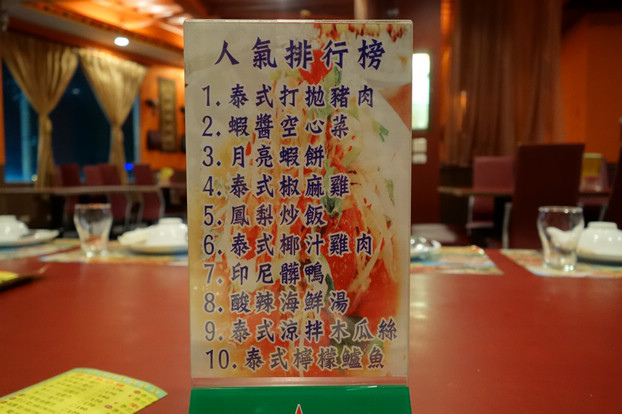 人氣排行榜
1. 泰式打拋豬肉
2. 蝦醬空心菜
3. 月亮蝦餅
4. 泰式椒麻雞
5. 鳳梨炒飯
6. 泰式椰汁雞肉
7. 印尼髒鴨
8. 酸辣海鮮湯
9. 泰式涼拌木瓜絲
10. 泰式檸檬鱸魚